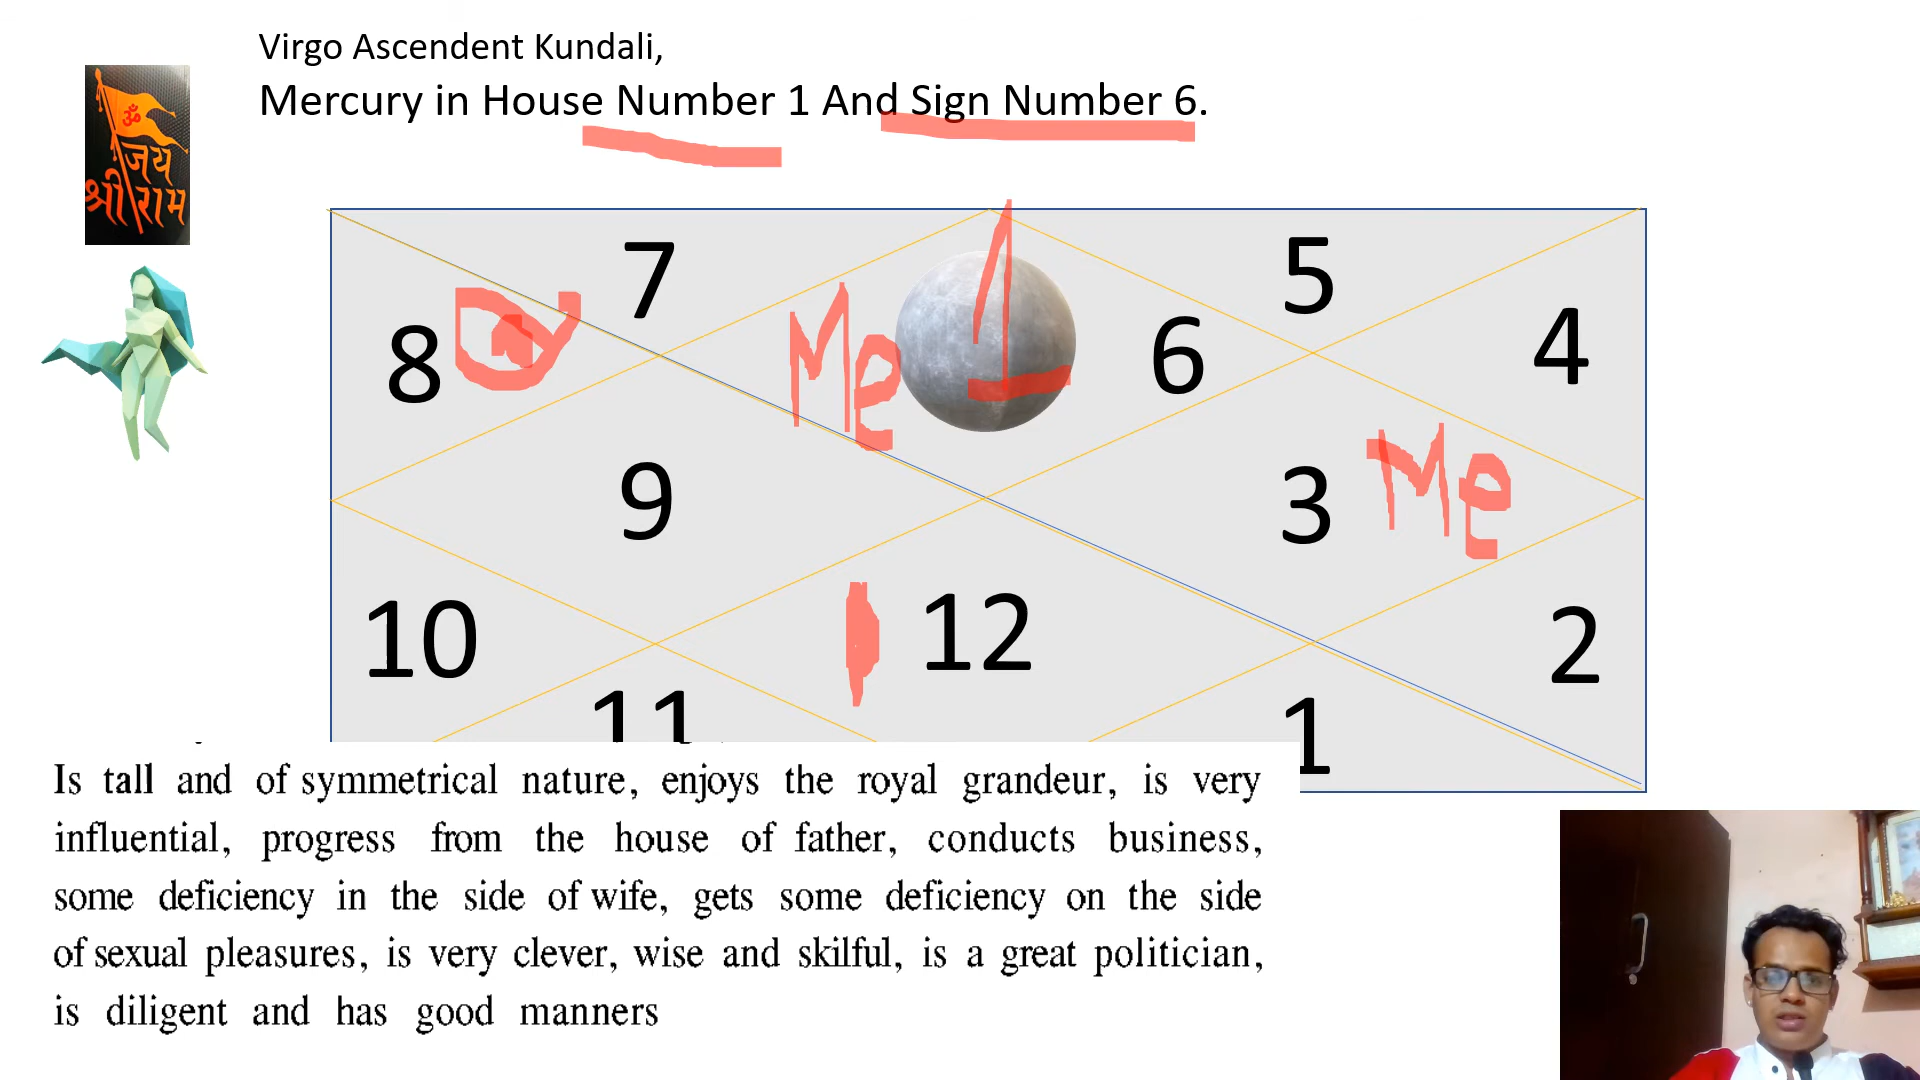 Virgo Ascendent Kundali,
Mercury in House Number 1 And Sign Number 6.
ॐ
जय
श्री राम
7
5
1
8
Me
6
4
9
3
Me
10
12
2
11
1
Is tall and of symmetrical nature, enjoys the royal grandeur, is very
influential, progress from the house of father, conducts business,
some deficiency in the side of wife, gets some deficiency on the side
of sexual pleasures, is very clever, wise and skilful, is a great politician,
is diligent and has good manners